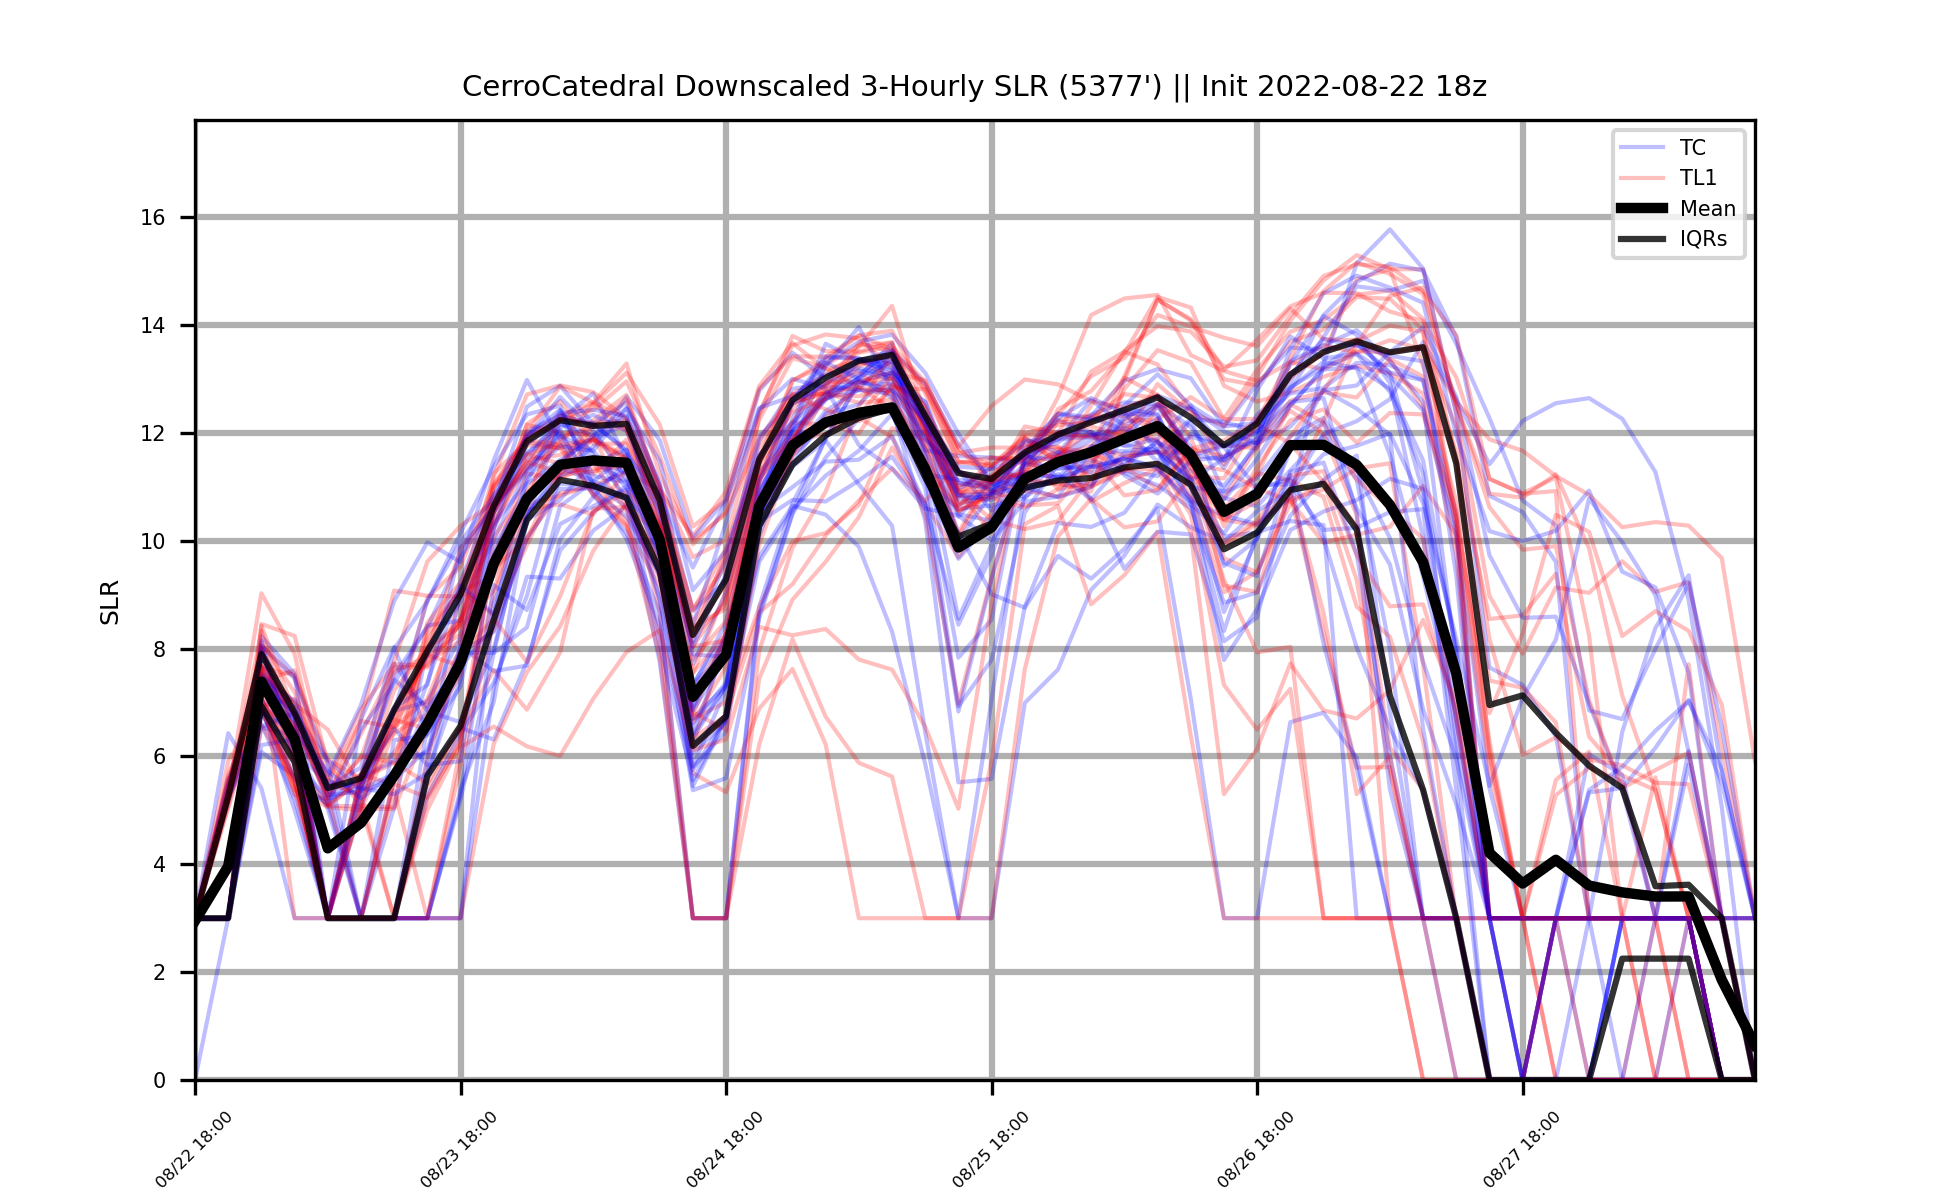 CerroCatedral Downscaled 3-Hourly SLR (5377') || Init 2022-08-22 18z
TC
TL1
Mean
IQRs
SLR
16
14
12
10
8
6
4
2
0
08/22 18:00
08/23 18:00
08/24 18:00
08/25 18:00
08/26 18:00
08/27 18:00